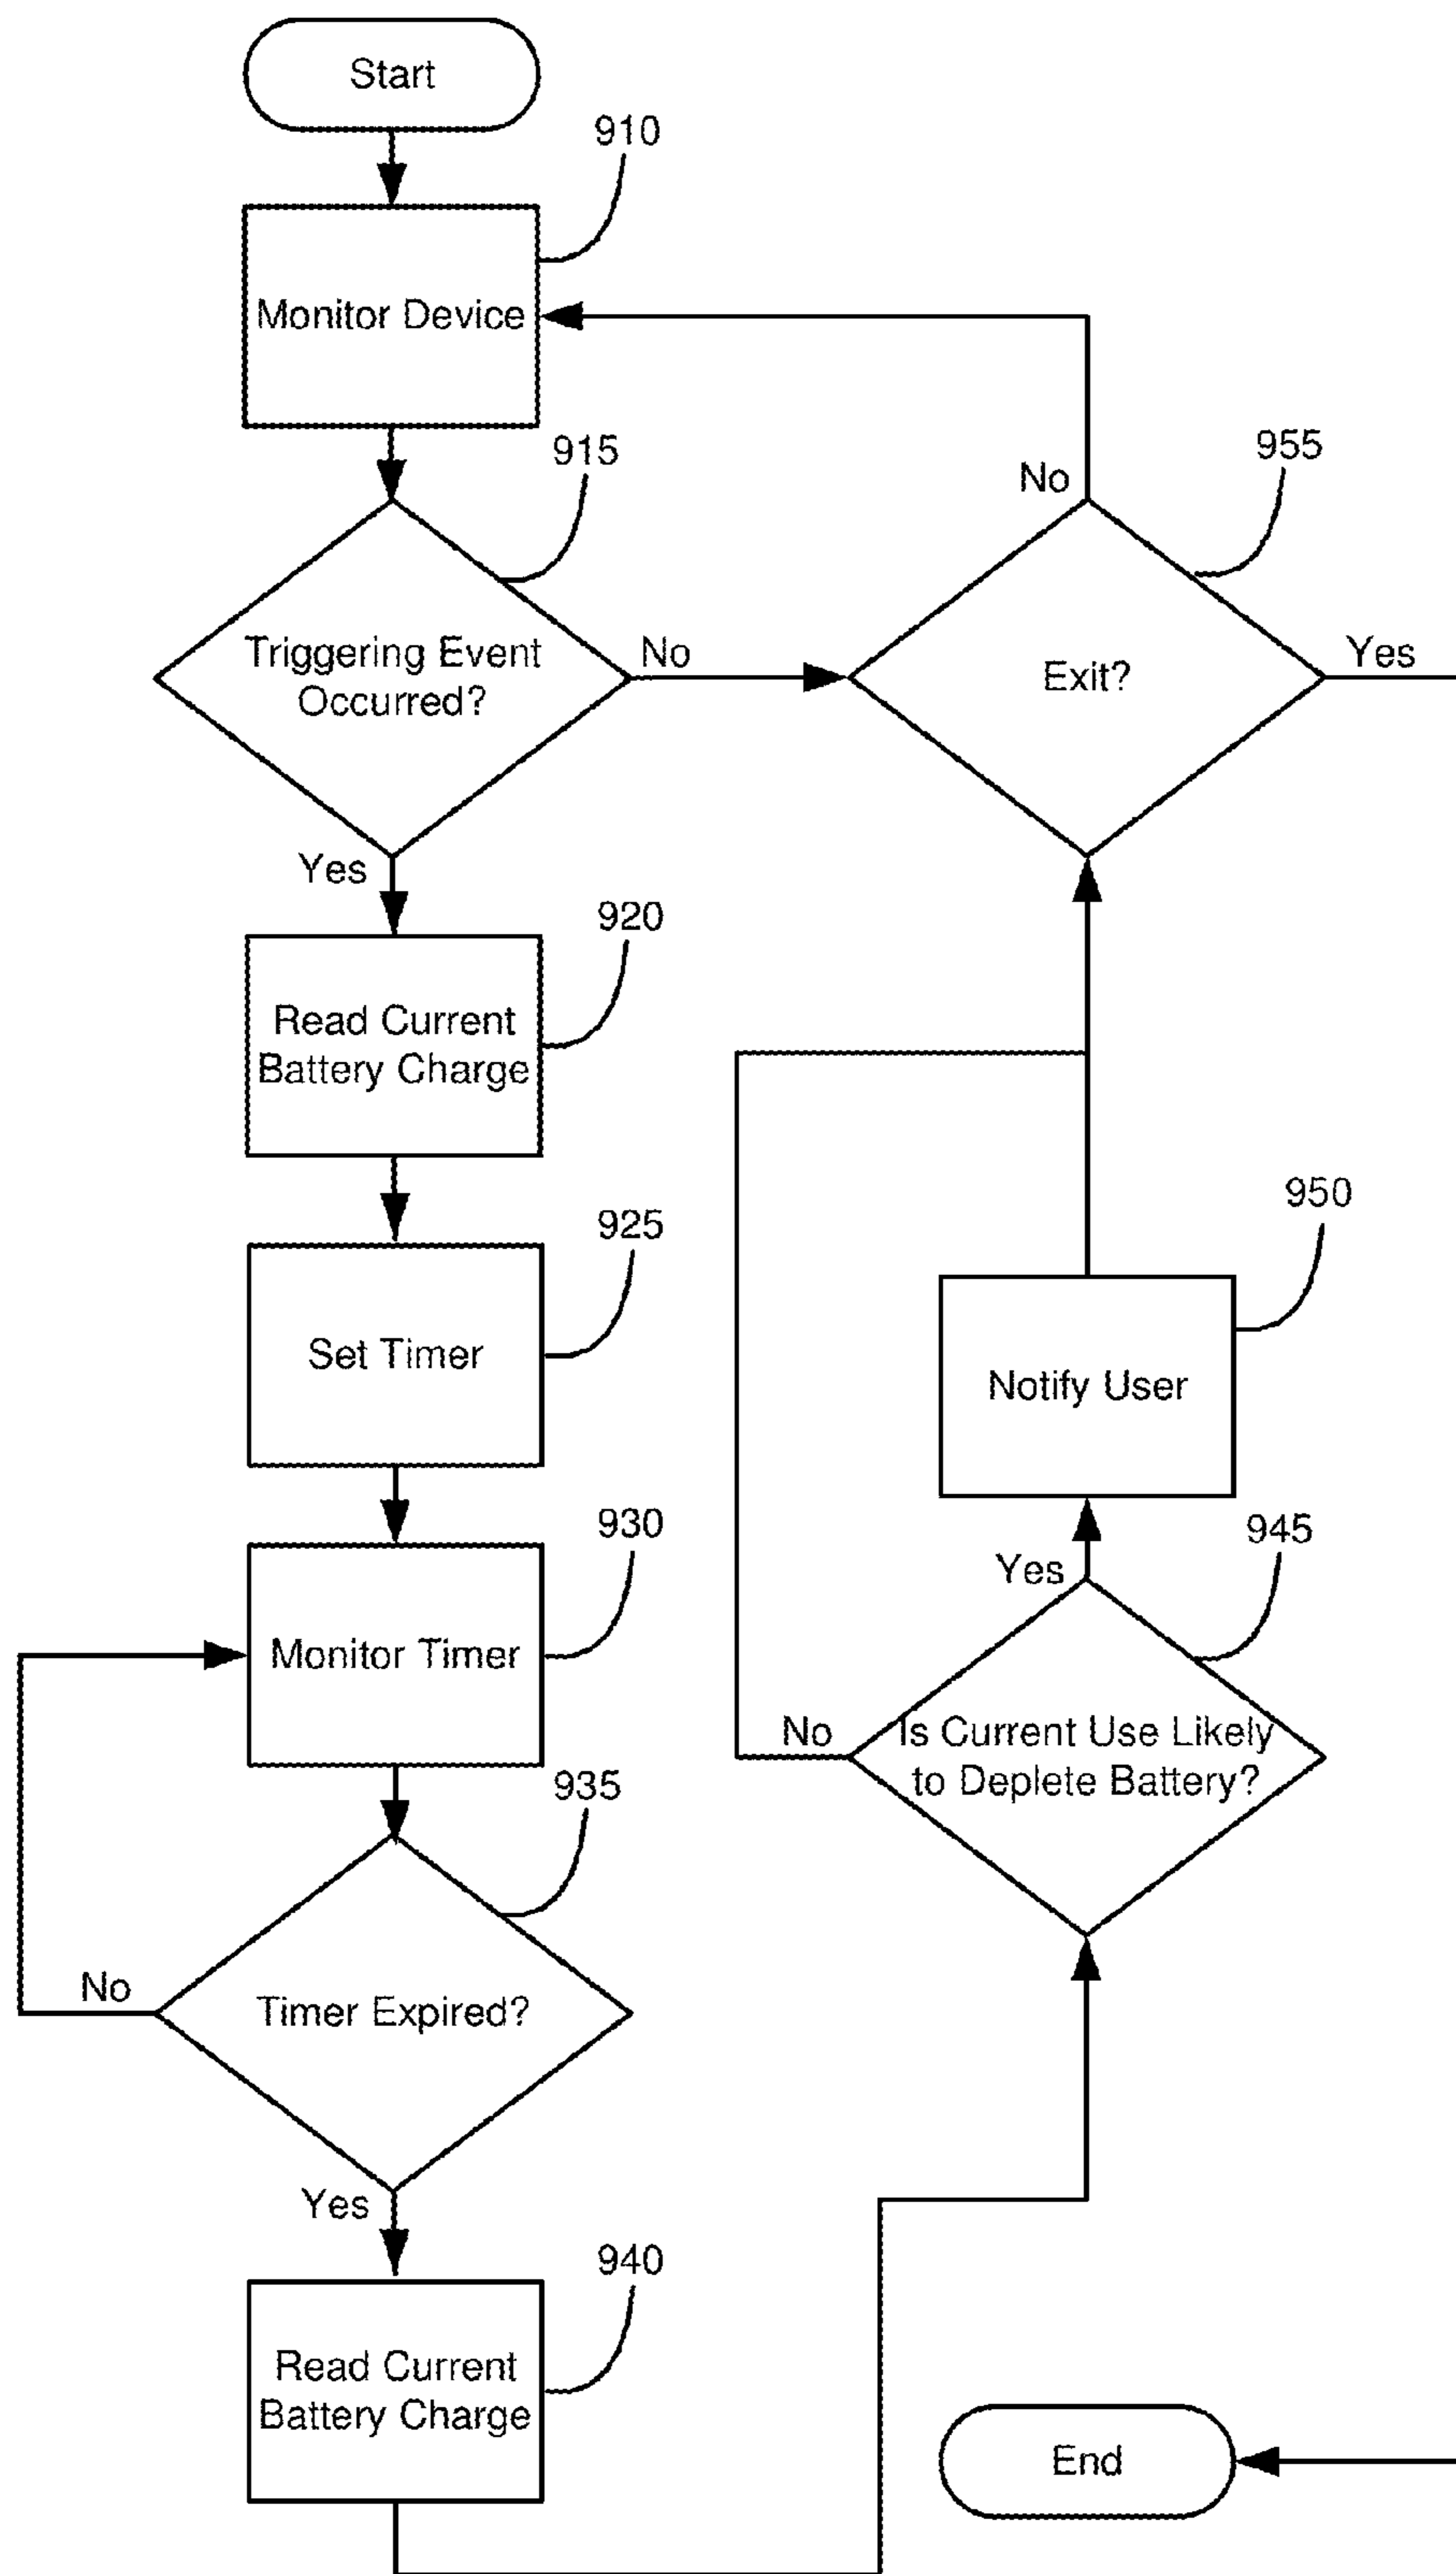 Start
910
Monitor Device
915
Triggering Event
Occurred?
No
Yes
920
Read Current
Battery Charge
925
Set Timer
930
Monitor Timer
935
Timer Expired?
No
Yes
940
Read Current
Battery Charge
945
Is Current Use Likely
to Deplete Battery?
No
Yes
950
Notify User
955
Exit?
No
Yes
End